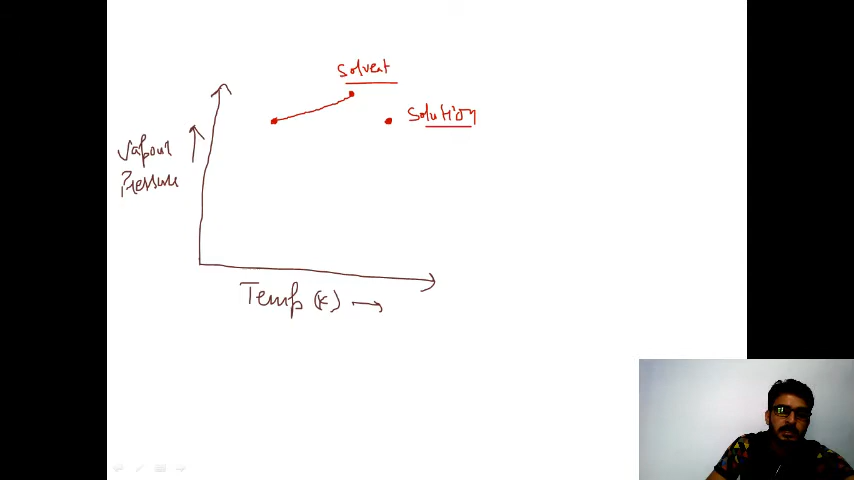 Solvent
Solution
Vapour
Pressure
Temp (K)